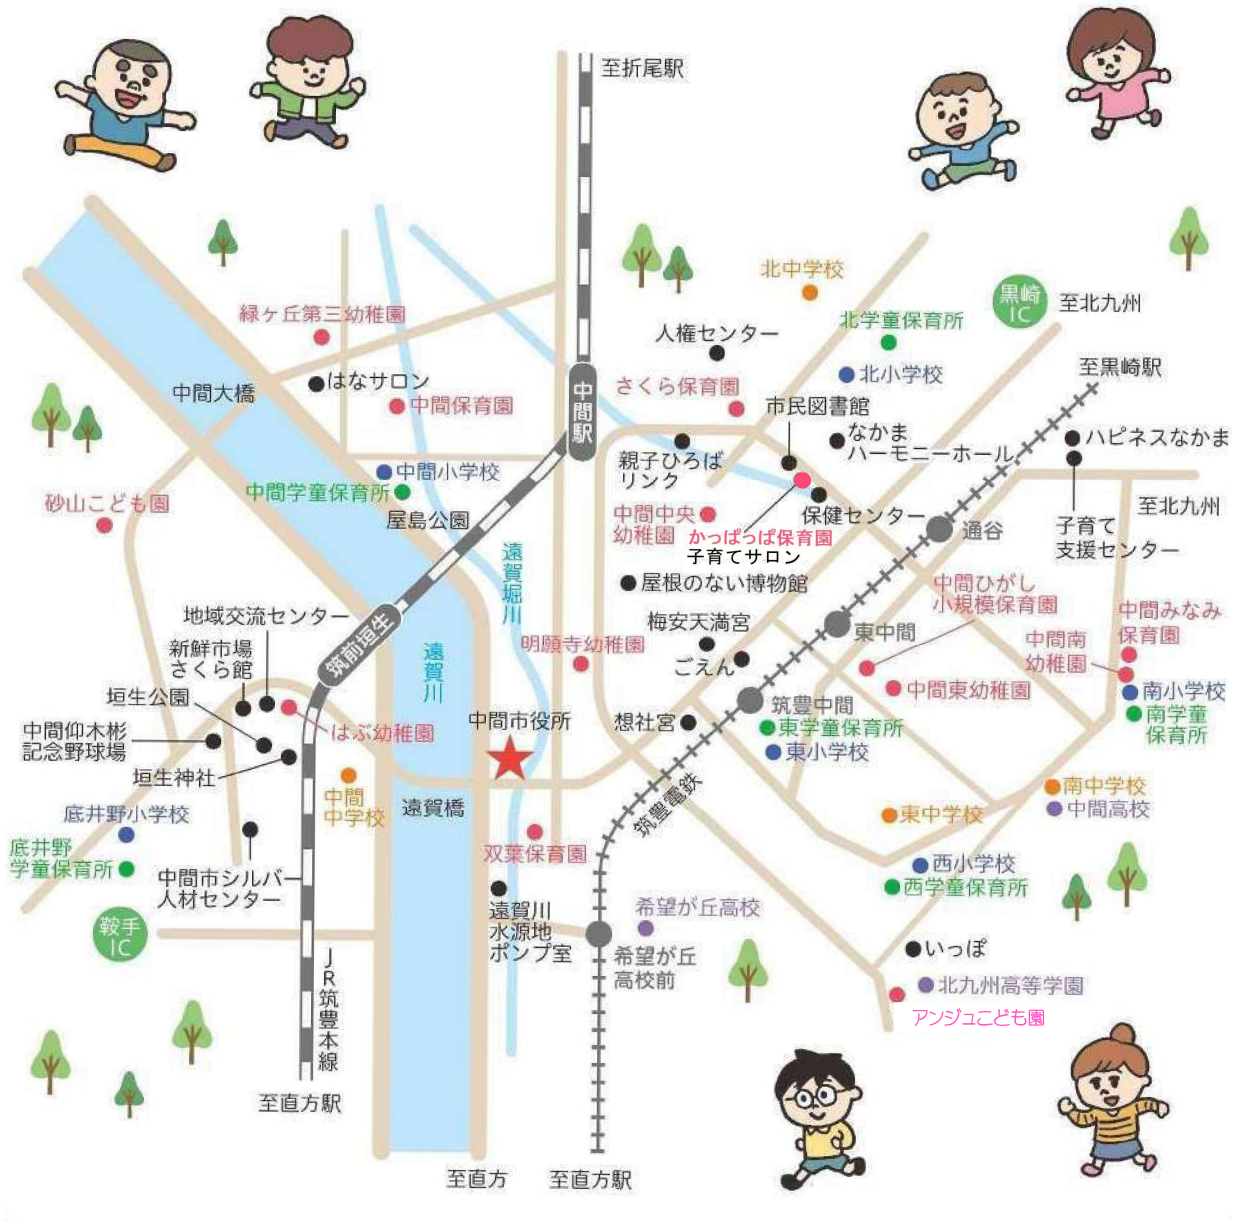 至折尾駅
北中学校
黒崎
IC
至北九州
緑ヶ丘第三幼稚園
北学童保育所
人権センター
至黒崎駅
はなサロン
中間大橋
中間駅
さくら保育園
北小学校
中間保育園
市民図書館
なかま
ハーモニーホール
ハピネスなかま
親子ひろば
リンク
中間小学校
中間学童保育所
砂山こども園
屋島公園
中間中央
幼稚園
保健センター
かっぱっぱ保育園
子育てサロン
通谷
至北九州
子育て
支援センター
遠賀堀川
屋根のない博物館
中間ひがし
小規模保育園
地域交流センター
筑前垣生
梅安天満宮
東中間
中間みなみ
保育園
新鮮市場
さくら館
遠賀川
明願寺幼稚園
ごえん
中間南
幼稚園
垣生公園
中間東幼稚園
南小学校
筑豊中間
中間市役所
想社宮
東学童保育所
南学童
保育所
はぶ幼稚園
中間仰木彬
記念野球場
東小学校
垣生神社
筑豊電鉄
南中学校
中間
中学校
遠賀橋
底井野小学校
東中学校
中間高校
底井野
学童保育所
双葉保育園
西小学校
中間市シルバー
人材センター
西学童保育所
遠賀川
水源地
ポンプ室
希望が丘高校
鞍手
IC
希望が丘
高校前
いっぽ
JR筑豊本線
北九州高等学園
アンジュこども園
至直方駅
至直方
至直方駅